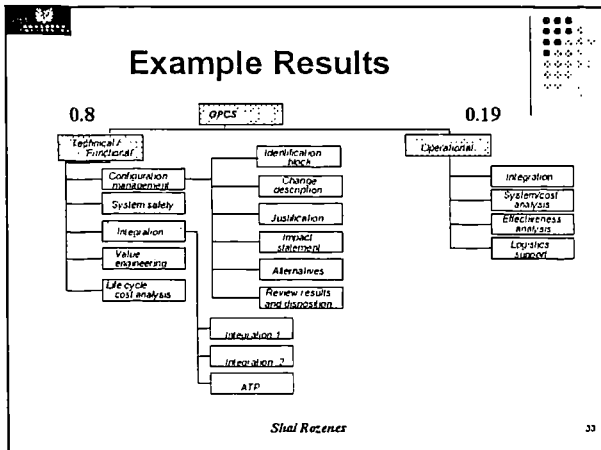 Example Results
0.8
GPCS
0.19
Technical /
Functional
Operational
Configuration
management
System safety
Integration
Value
engineering
Life cycle
cost analysis
Identification
block
Change
description
Justification
Impact
statement
Alternatives
Review results
and disposition
Integration 1
Integration 2
ATP
Integration
System/cost
analysis
Effectiveness
analysis
Logistics
support
Shai Rozenes
33